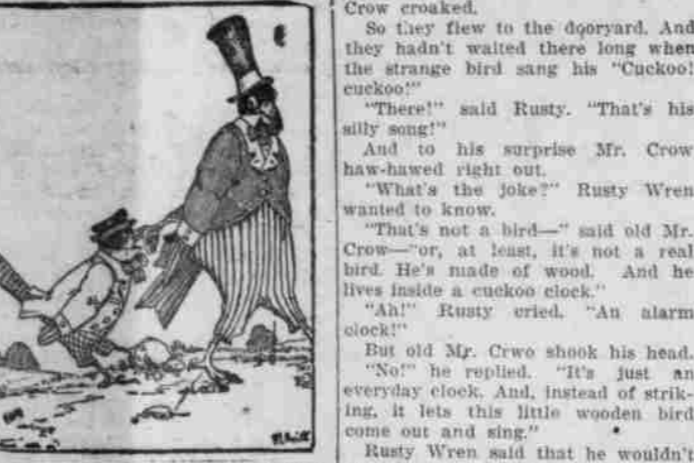 Crow croaked.
So they flew to the dooryard. And
they hadn't waited there long when
the strange bird sang his "Cuckoo!
cuckoo!"
"There!" said Rusty. "That's his
silly song!"
And to his surprise Mr. Crow
haw-hawed right out.
"What's the joke?" Rusty Wren
wanted to know.
"That's not a bird—" said old Mr.
Crow—"or, at least, it's not a real
bird. He's made of wood. And he
lives inside a cuckoo clock."
"Ah!" Rusty cried. "An alarm
clock!"
But old Mr. Crwo shook his head.
"No!" he replied. "It's just an
everyday clock. And, instead of strik-
ing, it lets this little wooden bird
come out and sing."
Rusty Wren said that he wouldn't